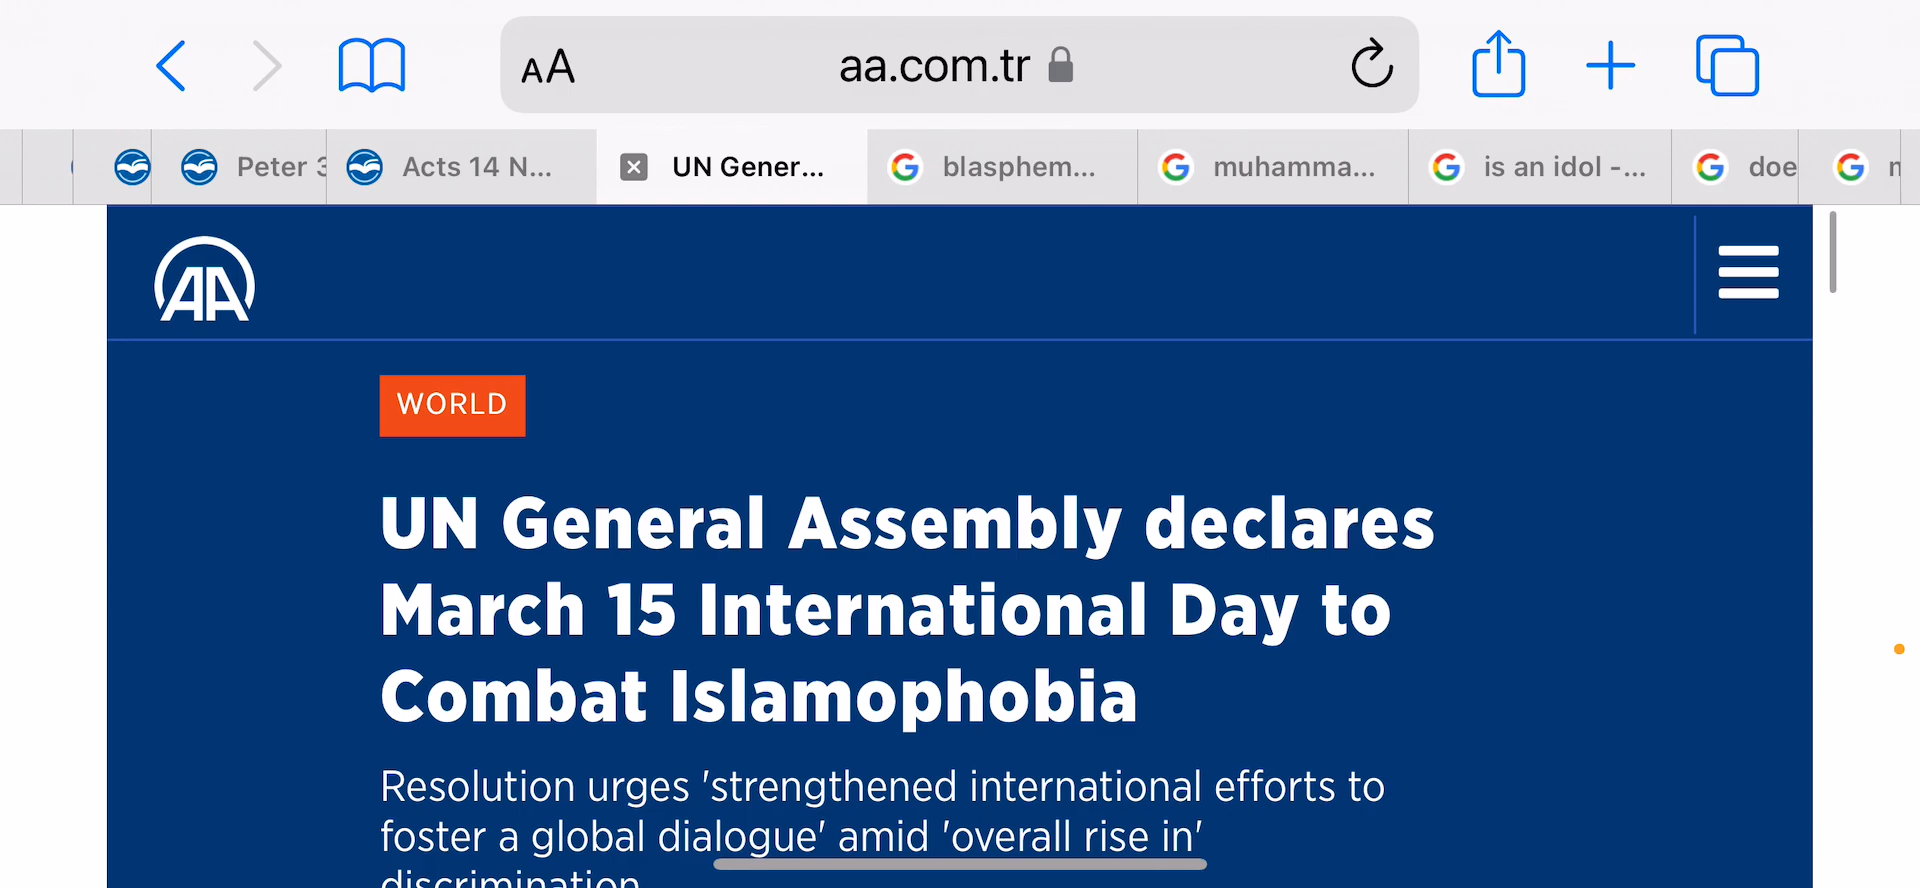 AA
aa.com.tr
Peter 3
Acts 14 N...
UN Gener...
blasphem...
muhamma...
is an idol -...
doe
AA
WORLD
UN General Assembly declares
March 15 International Day to
Combat Islamophobia
Resolution urges 'strengthened international efforts to
foster a global dialogue' amid 'overall rise in'
discrimination